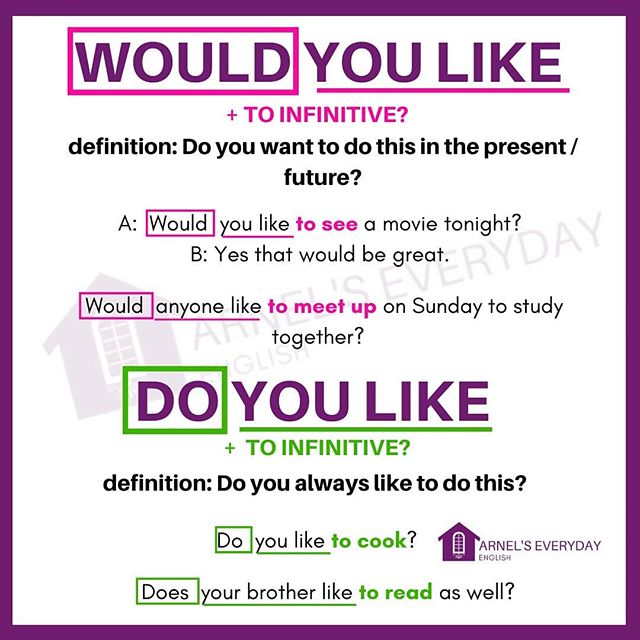 WOULD YOU LIKE
+ TO INFINITIVE?
definition: Do you want to do this in the present /
future?
A: Would you like to see a movie tonight?
B: Yes that would be great.
Would anyone like to meet up on Sunday to study
together?
ARNEL'S EVERYDAY
ENGLISH
DO YOU LIKE
+ TO INFINITIVE?
definition: Do you always like to do this?
Do you like to cook?
ARNEL'S EVERYDAY
ENGLISH
Does your brother like to read as well?